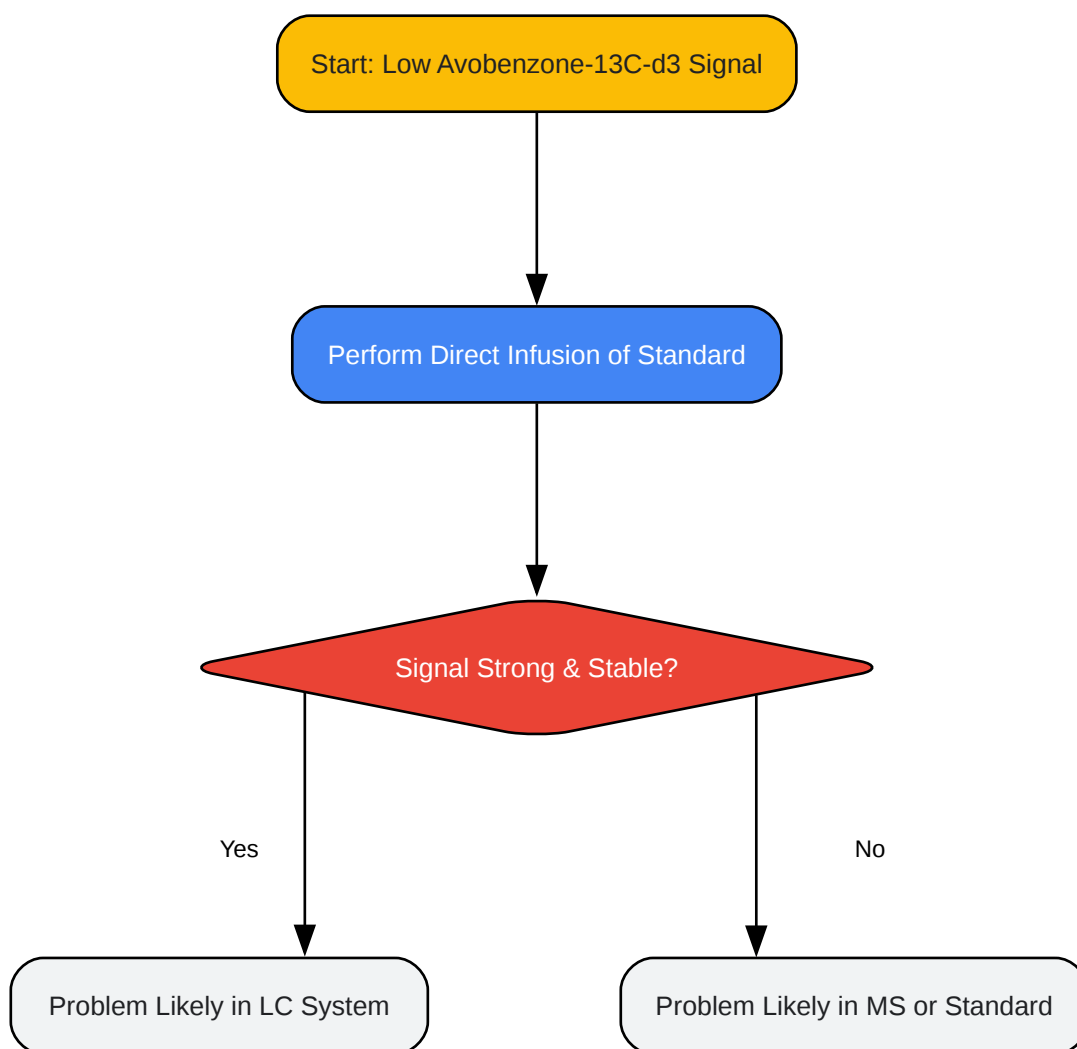 Start: Low Avobenzone-13C-d3 Signal
Perform Direct Infusion of Standard
Signal Strong & Stable?
Yes
No
Problem Likely in LC System
Problem Likely in MS or Standard